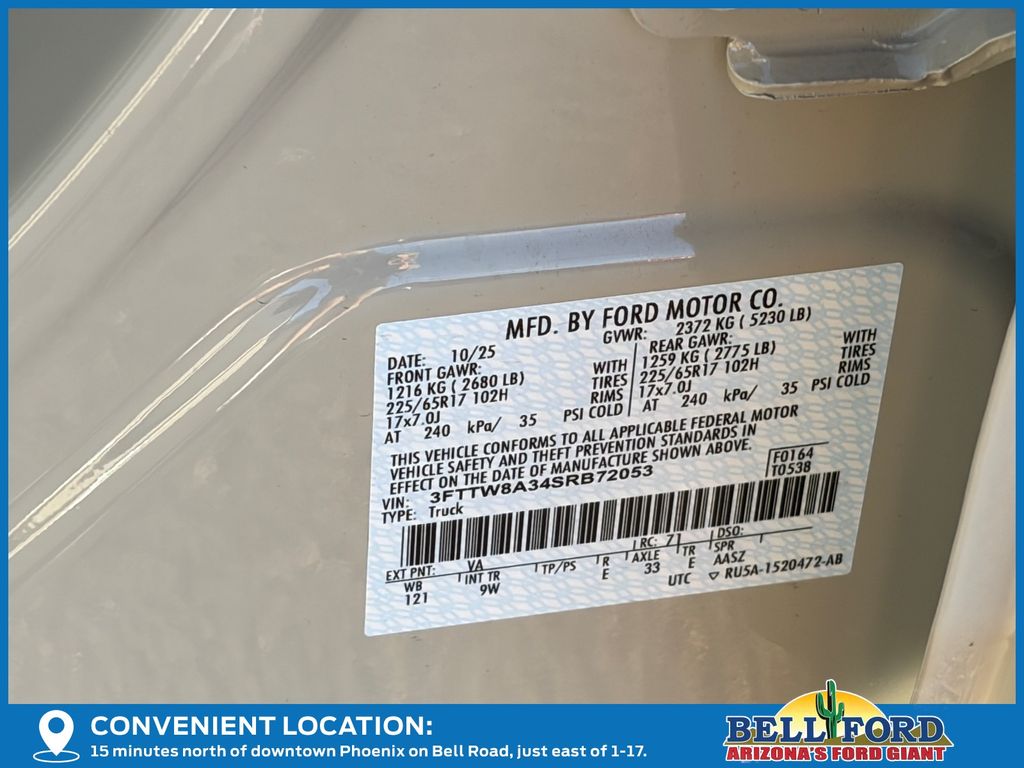 MFD. BY FORD MOTOR CO.
DATE: 10/25 GVWR: 2372 KG ( 5230 LB)
FRONT GAWR: WITH REAR GAWR: WITH
1216 KG ( 2680 LB) TIRES 1259 KG ( 2775 LB) TIRES
225/65R17 102H RIMS 225/65R17 102H RIMS
17x7.0J PSI COLD 17x7.0J PSI COLD
AT 240 kPa/ 35 AT 240 kPa/ 35
THIS VEHICLE CONFORMS TO ALL APPLICABLE FEDERAL MOTOR
VEHICLE SAFETY AND THEFT PREVENTION STANDARDS IN
EFFECT ON THE DATE OF MANUFACTURE SHOWN ABOVE.
VIN: 3FTTW8A34SRB72053 F0164
TYPE: Truck T0538
EXT PNT: VA RC: 71 DSO:
WB INT TR TP/PS R AXLE TR SPR
121 9W E 33 E AASZ
UTC ▽ RU5A-1520472-AB
CONVENIENT LOCATION:
15 minutes north of downtown Phoenix on Bell Road, just east of 1-17.
BELL FORD
ARIZONA'S FORD GIANT